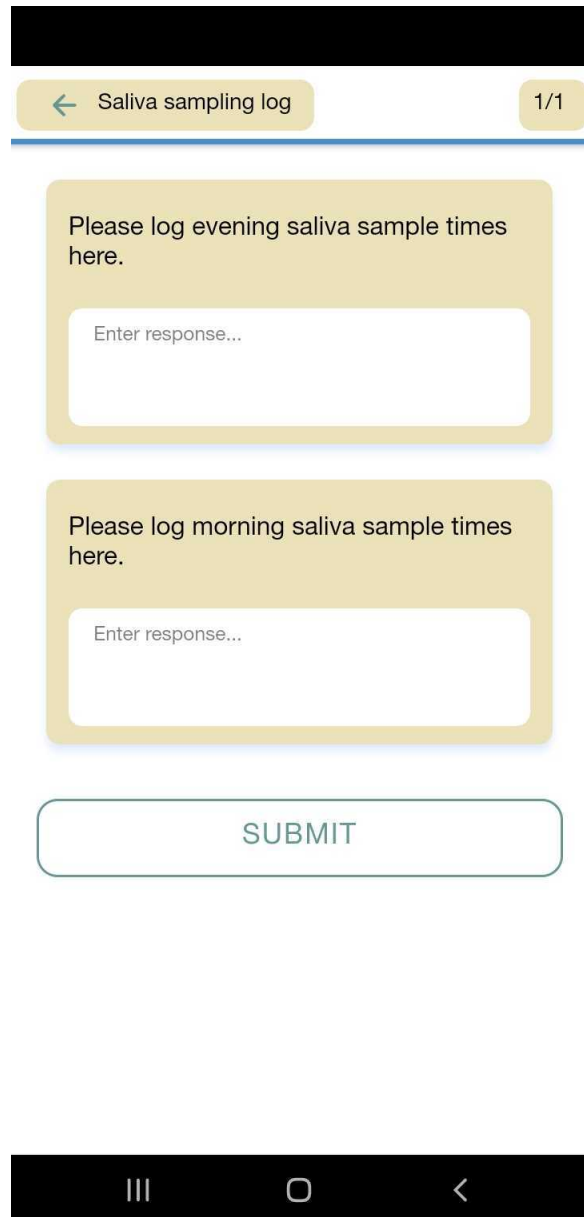 Saliva sampling log
1/1
Please log evening saliva sample times
here.
Enter response...
Please log morning saliva sample times
here.
Enter response...
SUBMIT